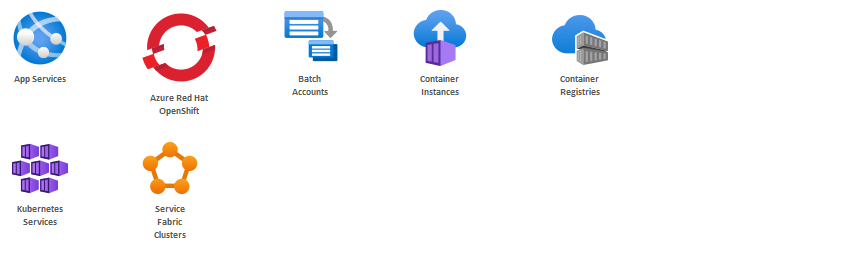 App Services
Azure Red Hat
OpenShift
Batch
Accounts
Container
Instances
Container
Registries
Kubernetes
Services
Service
Fabric
Clusters